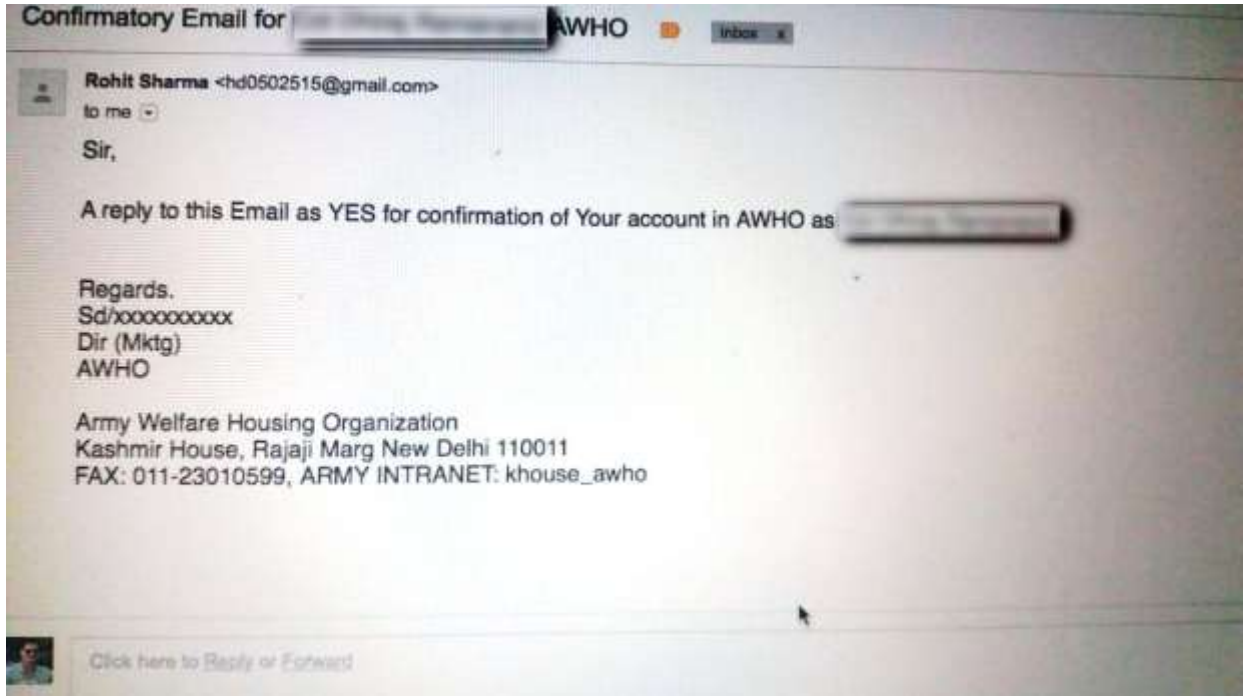 Confirmatory Email for AWHO Inbox x
Rohit Sharma <hd0502515@gmail.com>
to me
Sir,
A reply to this Email as YES for confirmation of Your account in AWHO as
Regards.
Sd/xxxxxxxxxx
Dir (Mktg)
AWHO
Army Welfare Housing Organization
Kashmir House, Rajaji Marg New Delhi 110011
FAX: 011-23010599, ARMY INTRANET: khouse_awho
Click here to Reply or Forward